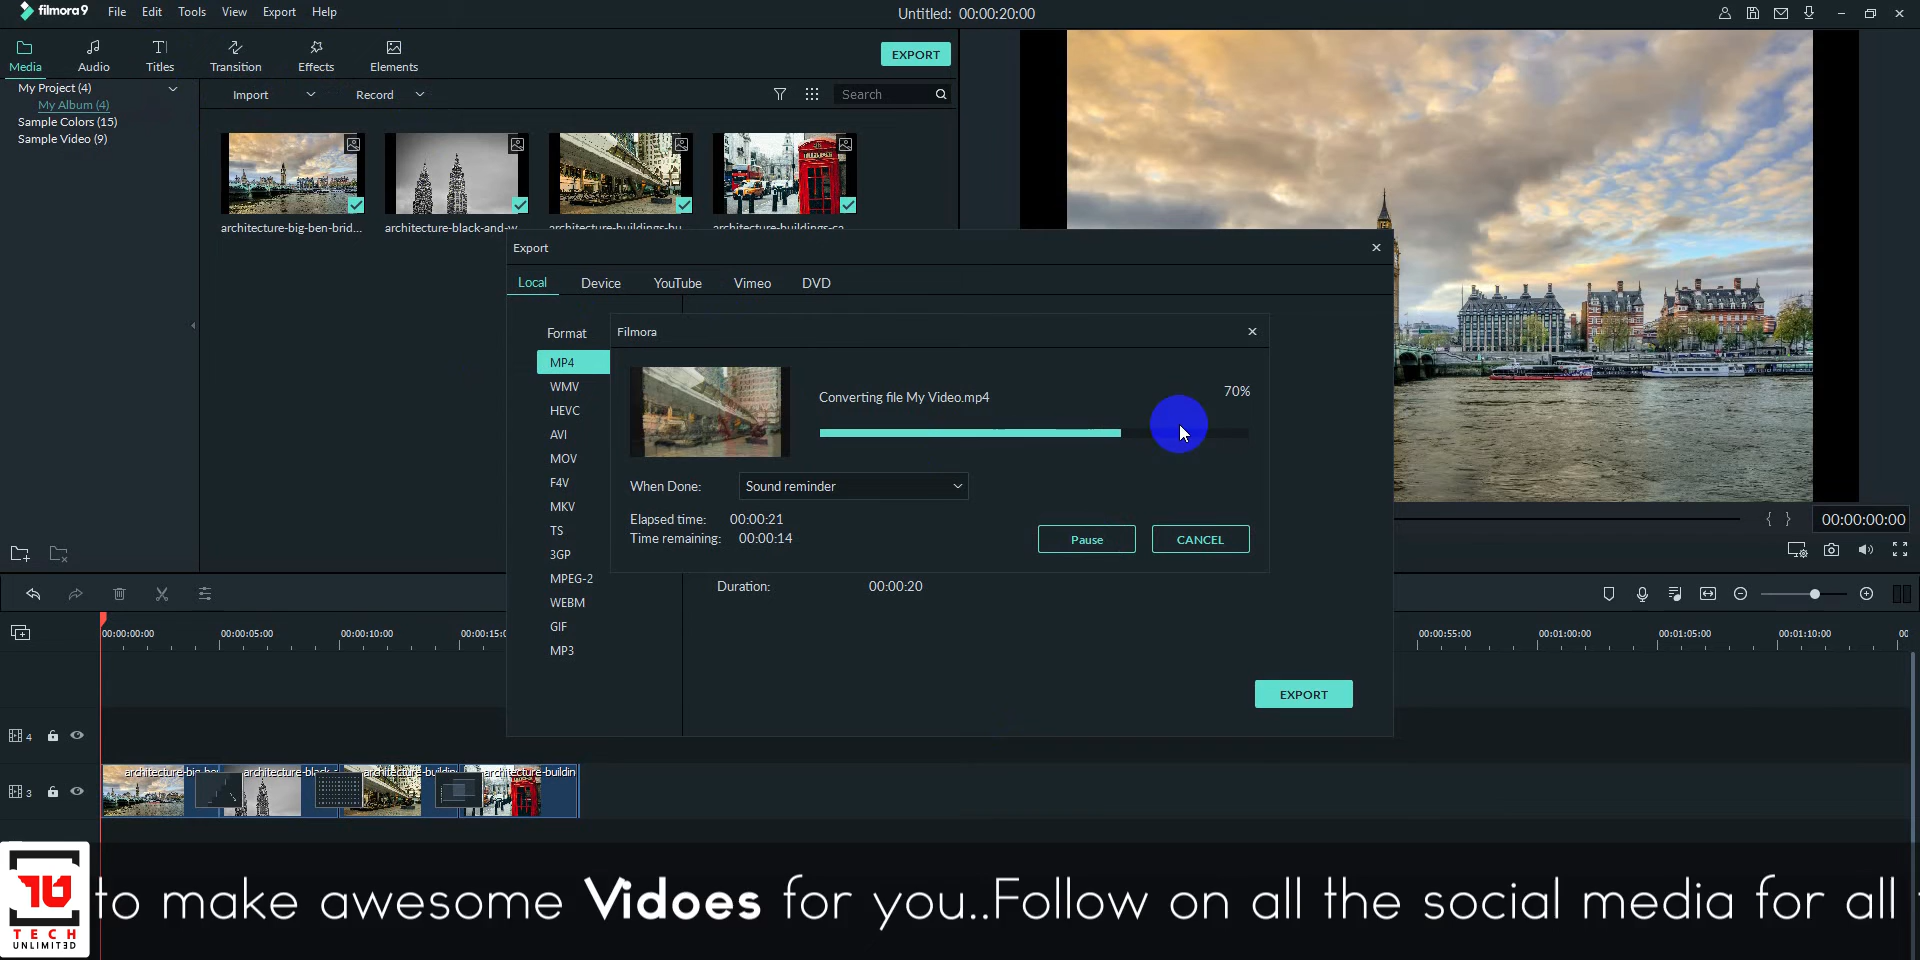 filmora9 File Edit Tools View Export Help
Untitled: 00:00:20:00
Media Audio Titles Transition Effects Elements
EXPORT
My Project (4)
My Album (4)
Sample Colors (15)
Sample Video (9)
Import Record Search
architecture-big-ben-brid...
architecture-black-and-w
architecture-buildings-bu
architecture-buildings-ca
Export
Local Device YouTube Vimeo DVD
Format
MP4
WMV
HEVC
AVI
MOV
F4V
MKV
TS
3GP
MPEG-2
WEBM
GIF
MP3
Filmora
70%
Converting file My Video.mp4
When Done: Sound reminder
Elapsed time: 00:00:21
Time remaining: 00:00:14
Pause CANCEL
Duration: 00:00:20
EXPORT
{ } 00:00:00:00
00:00:00:00 00:00:05:00 00:00:10:00 00:00:15:0
00:00:55:00 00:01:00:00 00:01:05:00 00:01:10:00 00
4
3
architecture-big-be architecture-black- architecture-buildin architecture-buildin
TU
TECH
UNLIMIT3D
to make awesome Vidoes for you..Follow on all the social media for all